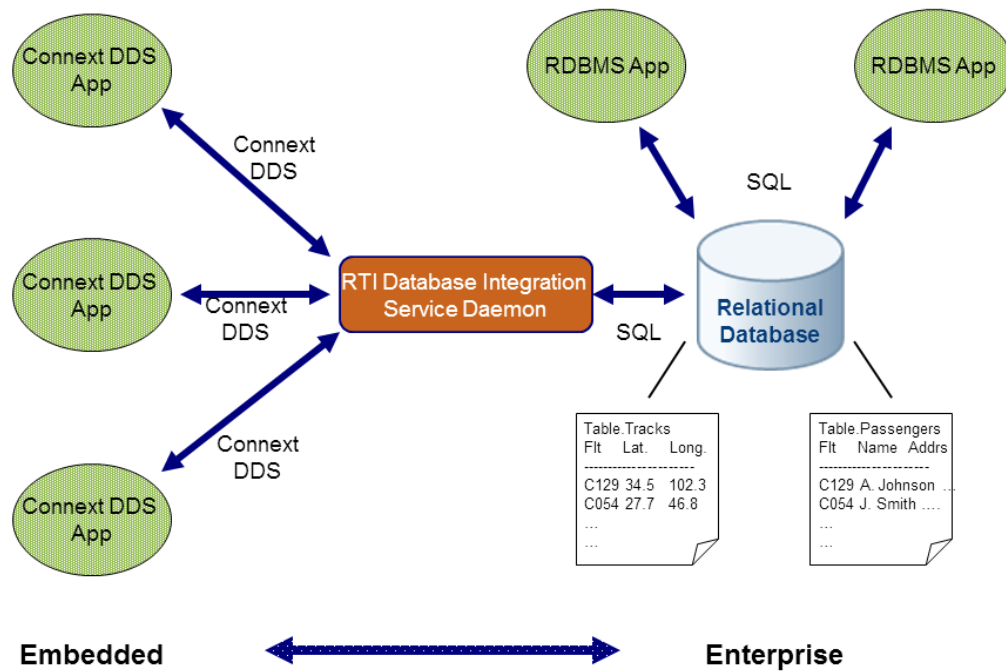 Connext DDS
App
RDBMS App
RDBMS App
Connext
DDS
SQL
Connext DDS
App
Connext
DDS
RTI Database Integration
Service Daemon
SQL
Relational
Database
Connext
DDS
Connext DDS
App
Table.Tracks
Flt Lat. Long.
----------------------
C129 34.5 102.3
C054 27.7 46.8
...
...
Table.Passengers
Flt Name Addrs
---------------------
C129 A. Johnson ...
C054 J. Smith ....
...
...
Embedded
Enterprise